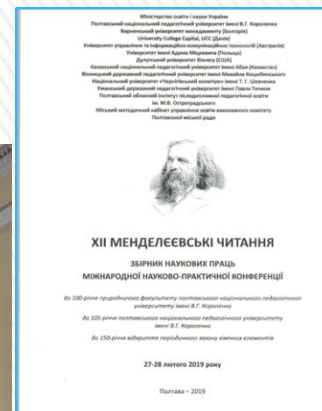 Міністерство освіти і науки України
Полтавський національний педагогічний університет імені В.Г. Короленка
Варненський університет менеджменту (Болгарія)
University College Capital, UCC (Данія)
Університет управління та інформаційно-комунікаційних технологій (Австралія)
Університет імені Адама Міцкевича (Польща)
Дулутський університет бізнесу (США)
Казахський національний педагогічний університет імені Абая (Казахстан)
Вінницький державний педагогічний університет імені Михайла Коцюбинського
Національний університет «Чернігівський колегіум» імені Т. Г. Шевченка
Уманський державний педагогічний університет імені Павла Тичини
Полтавський обласний інститут післядипломної педагогічної освіти
ім. М.В. Остроградського
Міський методичний кабінет управління освіти виконавчого комітету
Полтавської міської ради
ХІІ МЕНДЕЛЕЄВСЬКІ ЧИТАННЯ
ЗБІРНИК НАУКОВИХ ПРАЦЬ
МІЖНАРОДНОЇ НАУКОВО-ПРАКТИЧНОЇ КОНФЕРЕНЦІЇ
до 100-річчя природничого факультету полтавського національного педагогічного
університету імені В.Г. Короленка
до 105-річчя полтавського національного педагогічного університету
імені В.Г. Короленка
до 150-річчя відкриття періодичного закону хімічних елементів
27-28 лютого 2019 року
Полтава – 2019